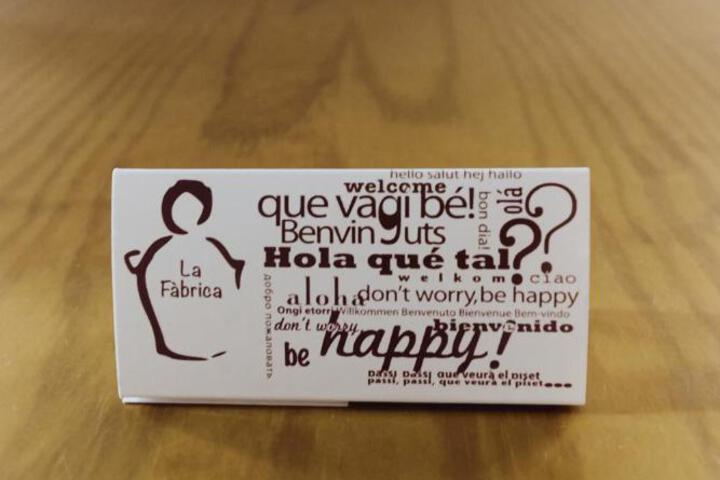 La
Fàbrica
hello salut hej hallo
welcome
que vagi bé!
bon dia!
olá
??
Benvinguts
Hola qué tal?
welkom ciao
добро пожаловать
aloha don't worry, be happy
Ongi etorri Willkommen Benvenuto Bienvenue Bem-vindo
don't worry bienvenido
be happy!
passi, passi, que veurà el piset
passi, passi, que veurà el piset...